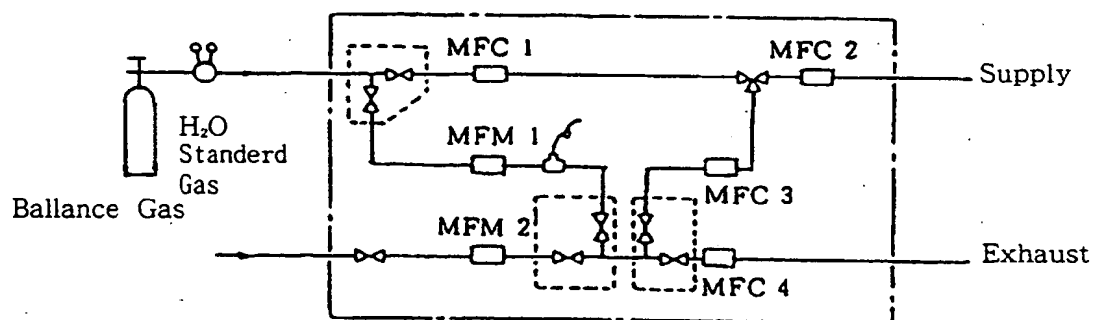 MFC 1
MFC 2
Supply
H₂O
Standerd
Gas
MFM 1
MFC 3
Ballance Gas
MFM 2
Exhaust
MFC 4